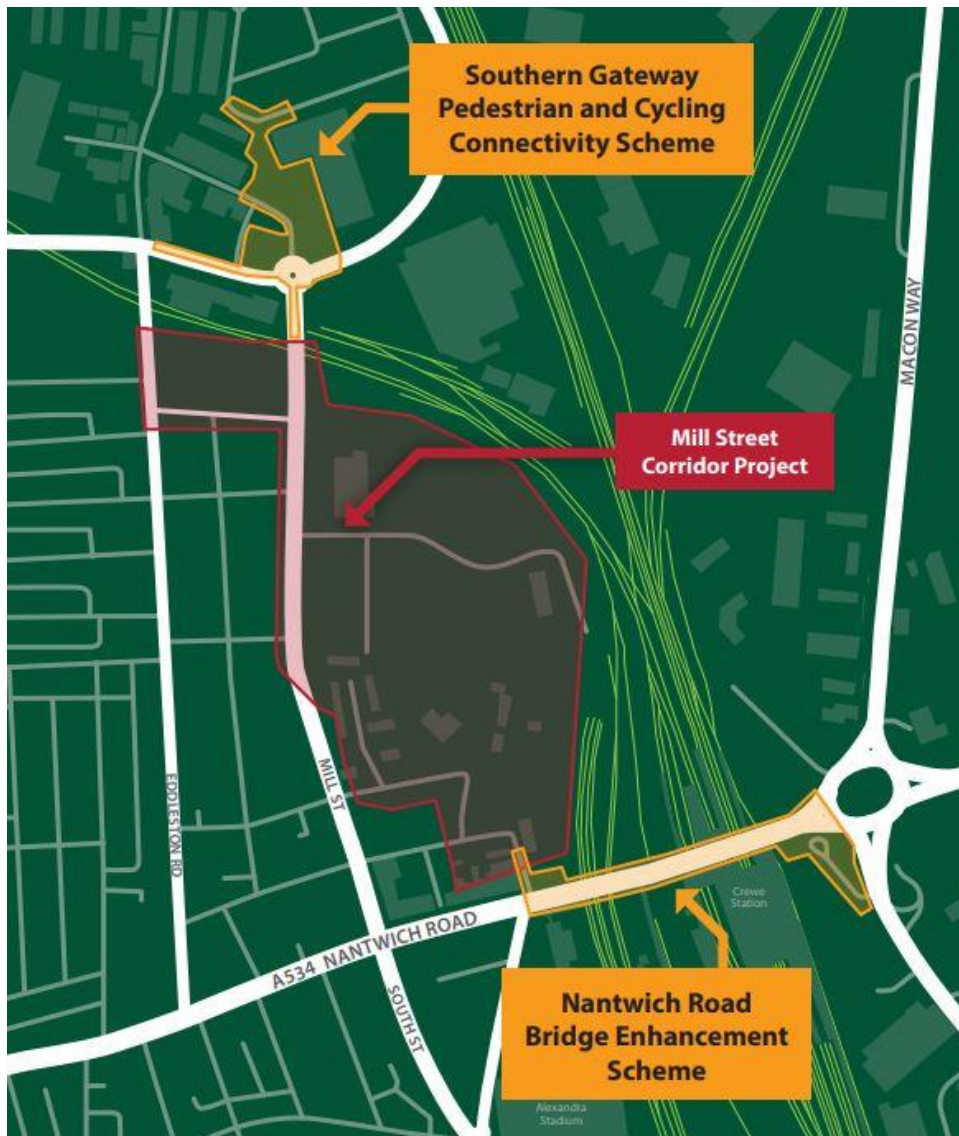 Southern Gateway
Pedestrian and Cycling
Connectivity Scheme
MACON WAY
Mill Street
Corridor Project
EDDLESTON RD
MILL ST
Crewe
Station
A534 NANTWICH ROAD
SOUTH ST
Nantwich Road
Bridge Enhancement
Scheme
Alexandia
Stadium